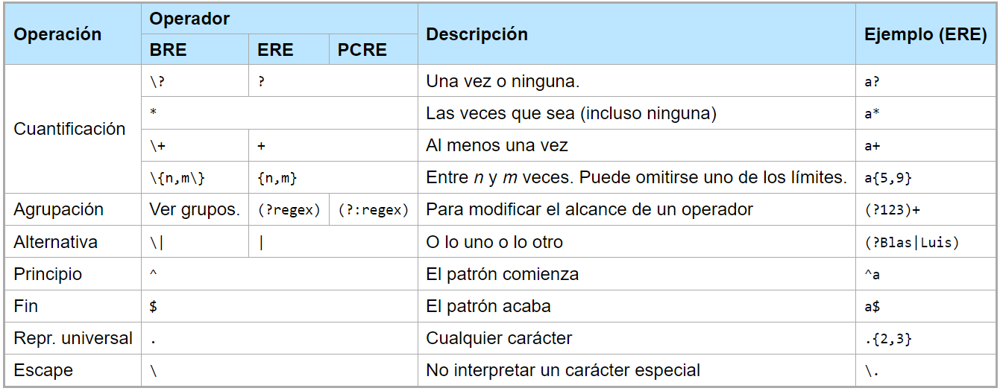 Operación Operador Descripción Ejemplo (ERE)
BRE ERE PCRE
Cuantificación
\? ? Una vez o ninguna. a?
* Las veces que sea (incluso ninguna) a*
\+ + Al menos una vez a+
\{n,m\} {n,m} Entre n y m veces. Puede omitirse uno de los límites. a{5,9}
Agrupación Ver grupos. (?regex) (?:regex) Para modificar el alcance de un operador (?123)+
Alternativa \| | O lo uno o lo otro (?Blas|Luis)
Principio ^ El patrón comienza ^a
Fin $ El patrón acaba a$
Repr. universal . Cualquier carácter .{2,3}
Escape \ No interpretar un carácter especial \.